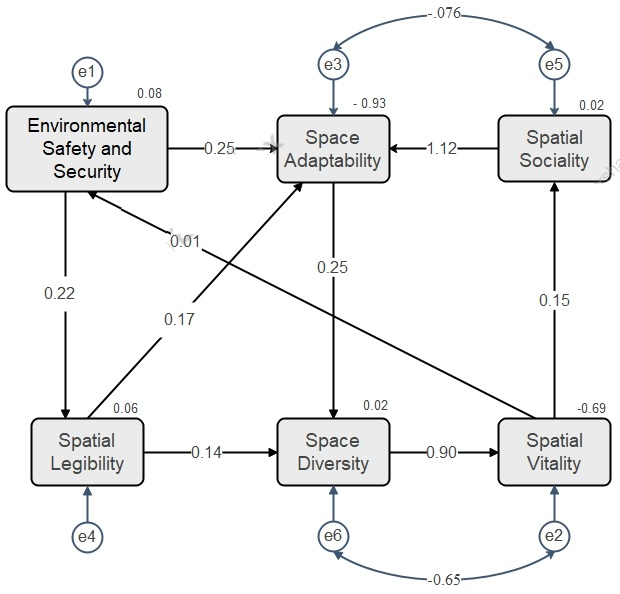 -.076
e1
e3
e5
0.08
- 0.93
0.02
Environmental
Safety and
Security
0.25
Space
Adaptability
1.12
Spatial
Sociality
0.01
0.22
0.25
0.17
0.15
0.06
0.02
-0.69
Spatial
Legibility
0.14
Space
Diversity
0.90
Spatial
Vitality
e4
e6
e2
-0.65